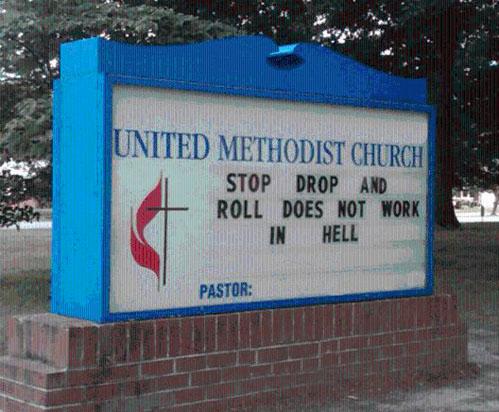 UNITED METHODIST CHURCH
STOP DROP AND
ROLL DOES NOT WORK
IN HELL
PASTOR: